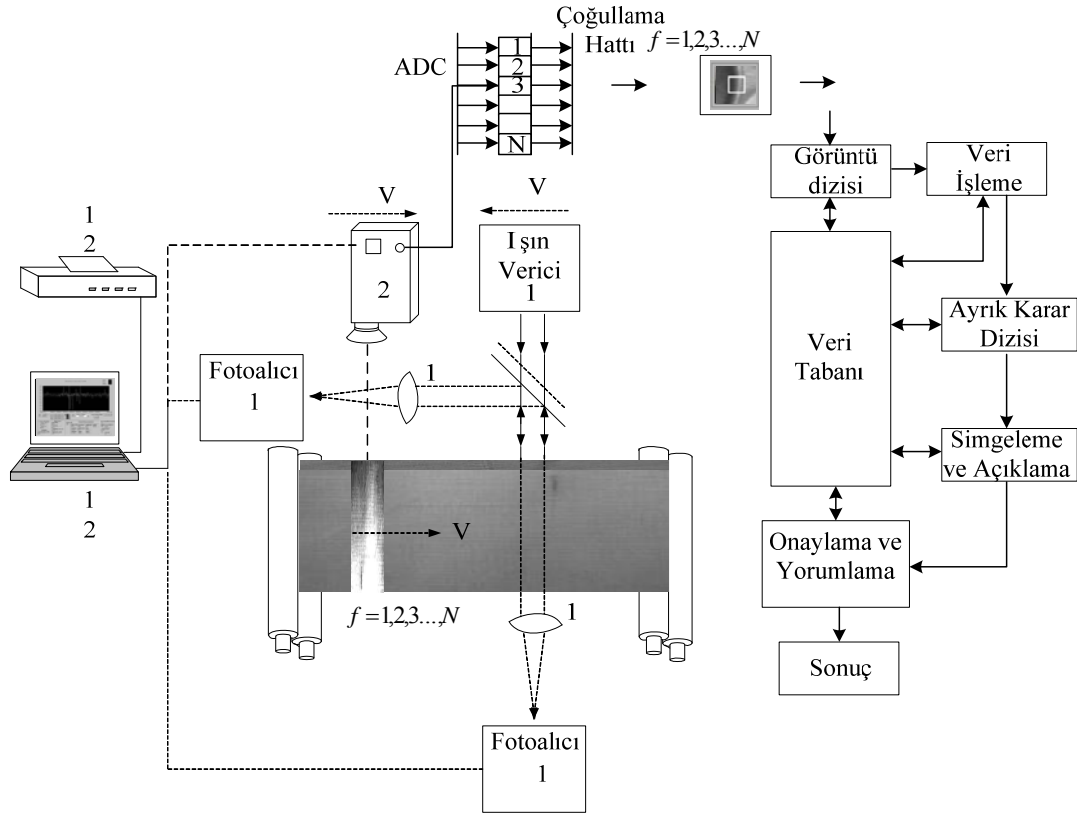 Çoğullama
Hattı f = 1,2,3...,N
ADC
1
2
3
N
V
V
Işın
Verici
1
2
1
2
Fotoalıcı
1
1
V
f = 1,2,3...,N
1
1
2
Fotoalıcı
1
Görüntü
dizisi
Veri
İşleme
Veri
Tabanı
Ayrık Karar
Dizisi
Simgeleme
ve Açıklama
Onaylama ve
Yorumlama
Sonuç